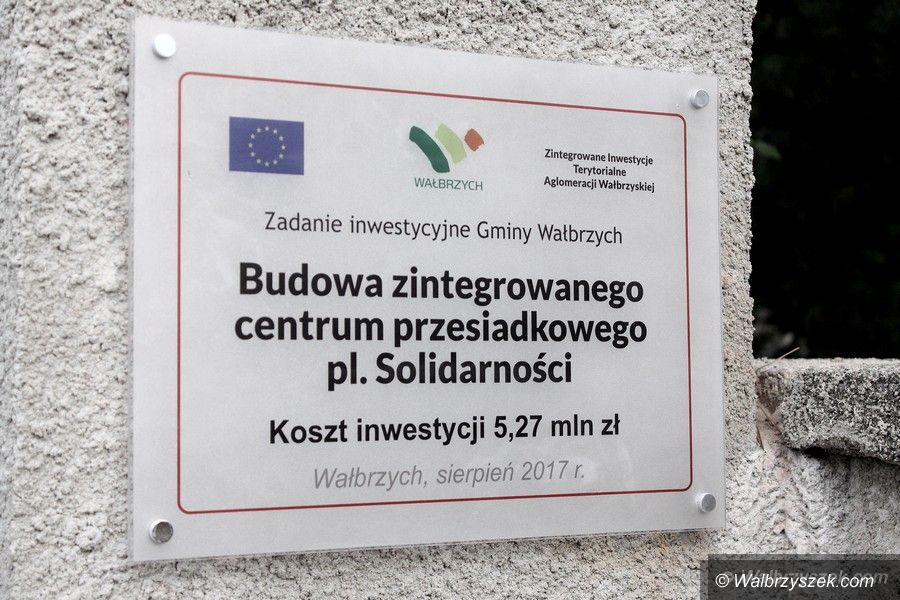 WAŁBRZYCH
Zintegrowane Inwestycje
Terytorialne
Aglomeracji Wałbrzyskiej
Zadanie inwestycyjne Gminy Wałbrzych
Budowa zintegrowanego
centrum przesiadkowego
pl. Solidarności
Koszt inwestycji 5,27 mln zł
Wałbrzych, sierpień 2017 r.
© Walbrzyszek.com